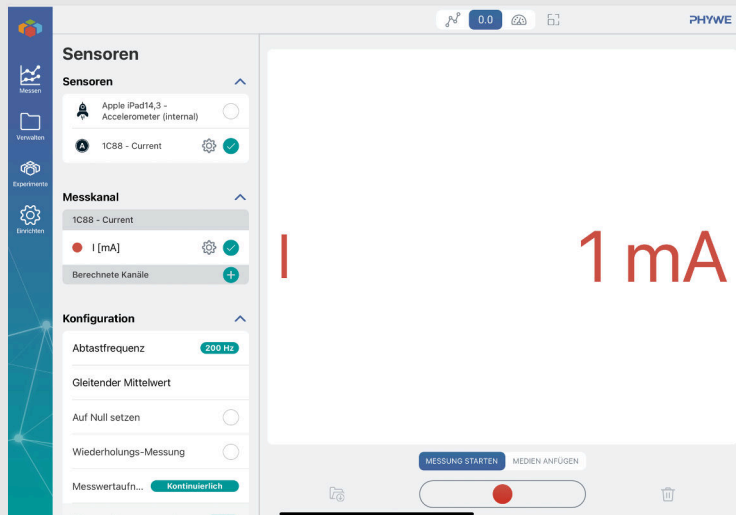 0.0
PHYWE
Messen
Verwalten
Experimente
Einrichten
Sensoren
Sensoren
Apple iPad14,3 -
Accelerometer (internal)
A
1C88 - Current
Messkanal
1C88 - Current
I [mA]
Berechnete Kanäle
Konfiguration
Abtastfrequenz 200 Hz
Gleitender Mittelwert
Auf Null setzen
Wiederholungs-Messung
Messwertaufn... Kontinuierlich
I 1 mA
MESSUNG STARTEN MEDIEN ANFÜGEN